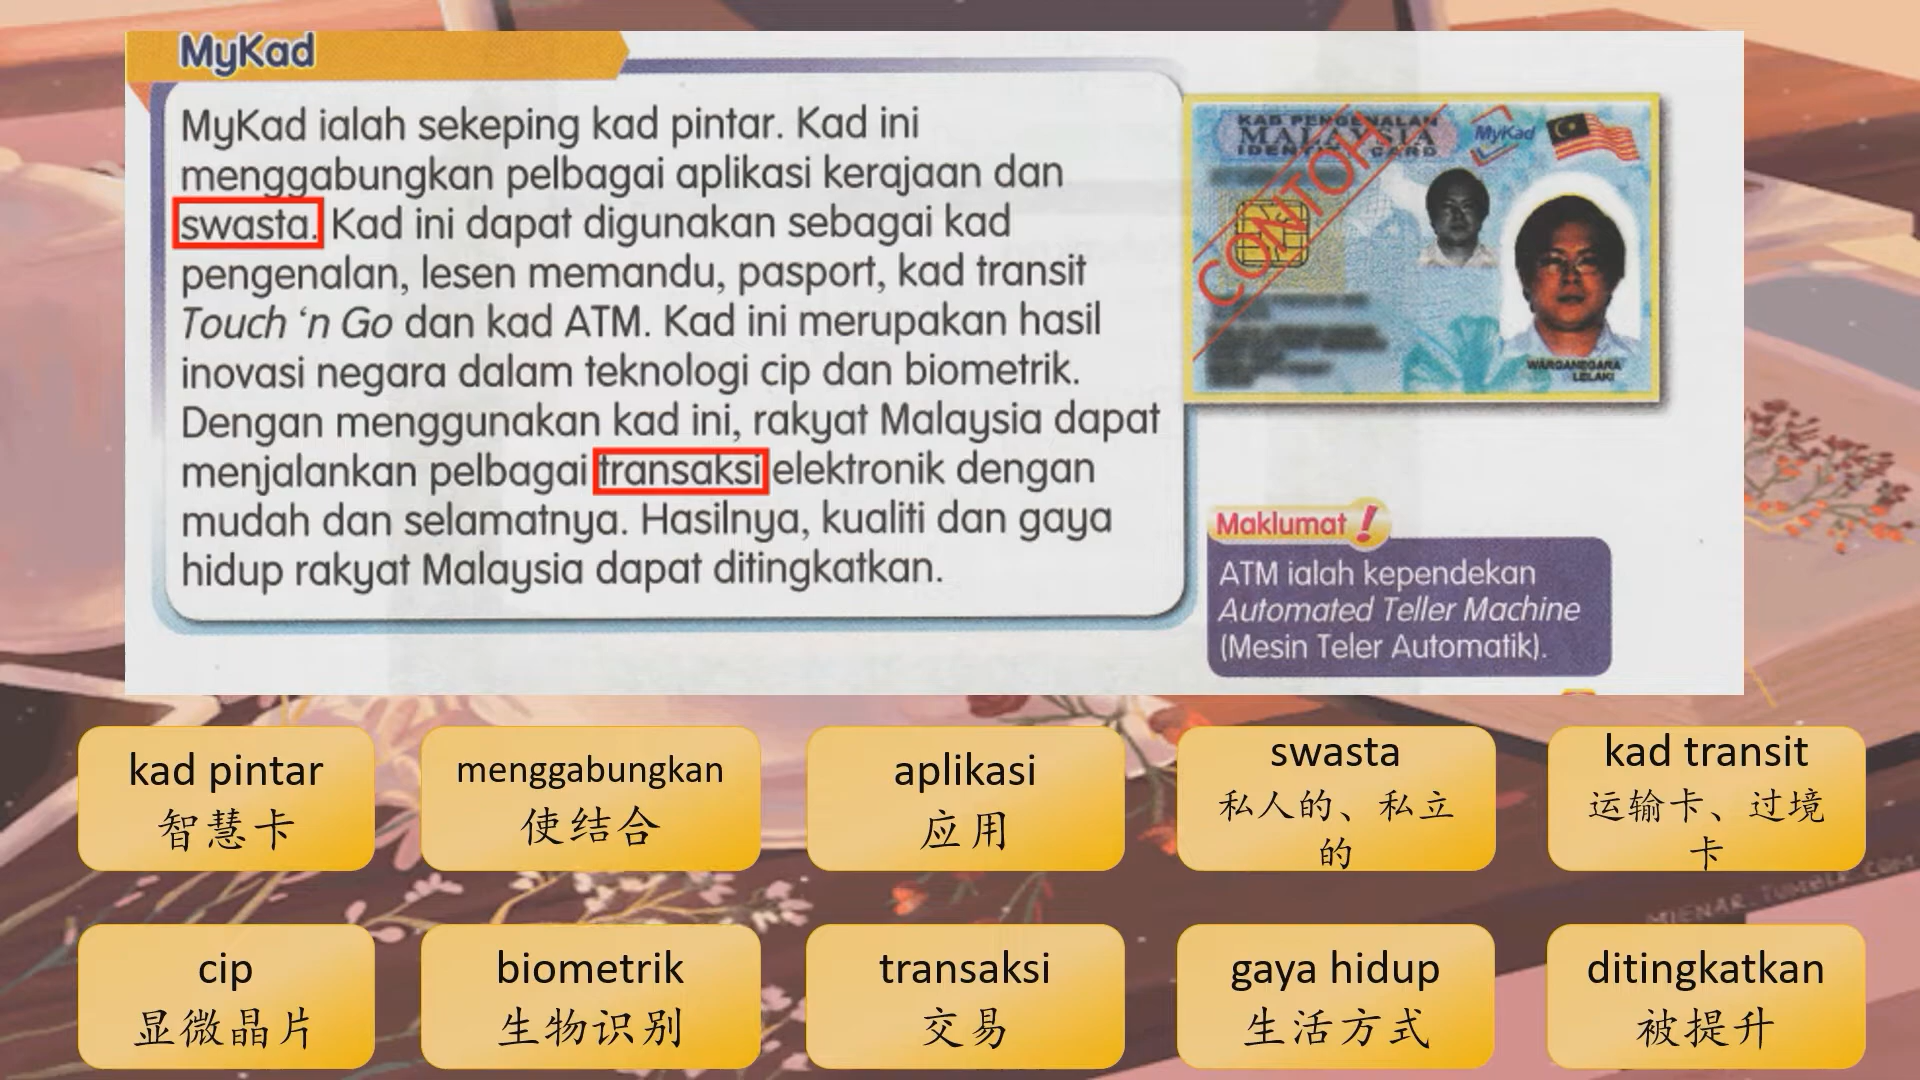 MyKad
MyKad ialah sekeping kad pintar. Kad ini
menggabungkan pelbagai aplikasi kerajaan dan
swasta. Kad ini dapat digunakan sebagai kad
pengenalan, lesen memandu, pasport, kad transit
Touch ‘n Go dan kad ATM. Kad ini merupakan hasil
inovasi negara dalam teknologi cip dan biometrik.
Dengan menggunakan kad ini, rakyat Malaysia dapat
menjalankan pelbagai transaksi elektronik dengan
mudah dan selamatnya. Hasilnya, kualiti dan gaya
hidup rakyat Malaysia dapat ditingkatkan.
KAD PENGENALAN
MALAYSIA
IDENTITY CARD
MyKad
CONTOH
WARGANEGARA
LELAKI
Maklumat !
ATM ialah kependekan
Automated Teller Machine
(Mesin Teler Automatik).
kad pintar
智慧卡
menggabungkan
使结合
aplikasi
应用
swasta
私人的、私立
的
kad transit
运输卡、过境
卡
MIENAR.TUMBLR.COM
cip
显微晶片
biometrik
生物识别
transaksi
交易
gaya hidup
生活方式
ditingkatkan
被提升